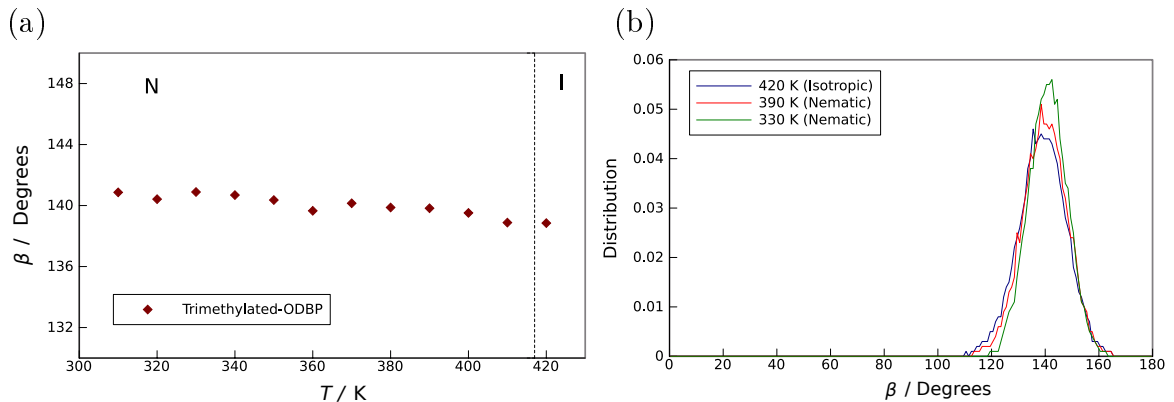 (a)
N
I
148
144
140
136
132
β / Degrees
Trimethylated-ODBP
300 320 340 360 380 400 420
T / K
(b)
0.06
0.05
0.04
0.03
0.02
0.01
0
Distribution
420 K (Isotropic)
390 K (Nematic)
330 K (Nematic)
0 20 40 60 80 100 120 140 160 180
β / Degrees